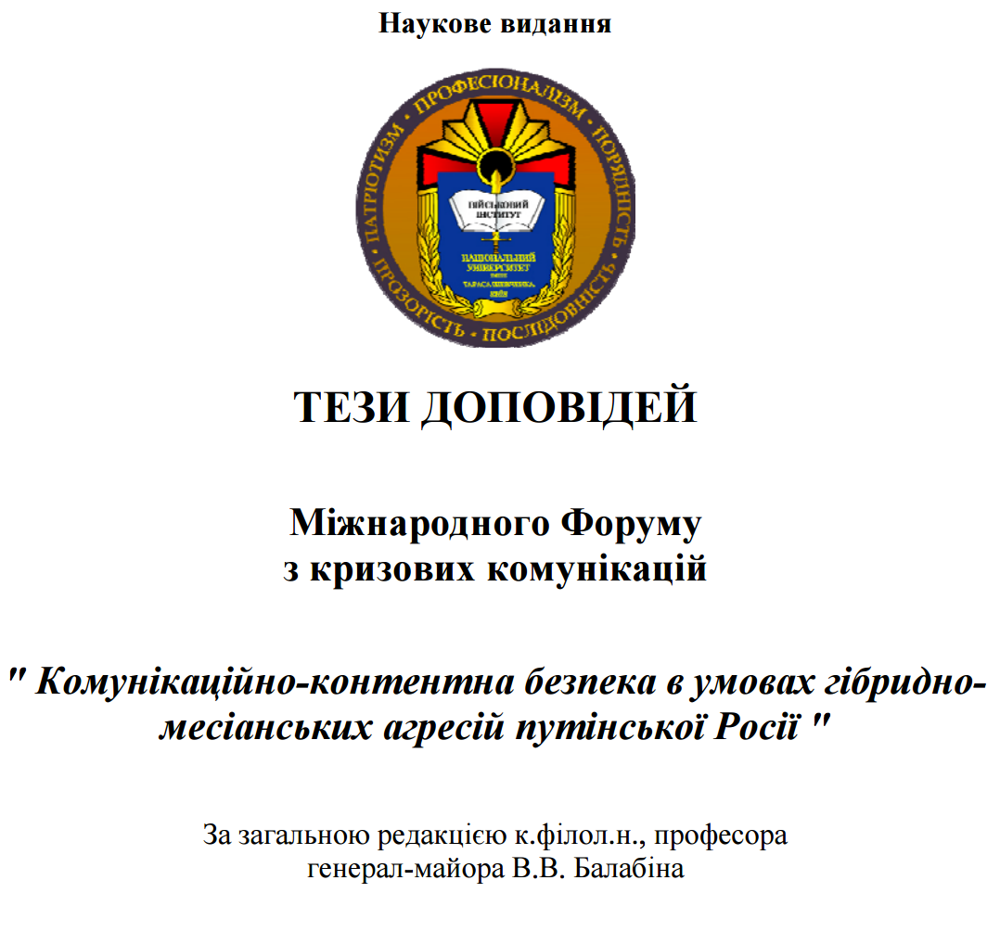 Наукове видання
ПАТРІОТИЗМ • ПРОФЕСІОНАЛІЗМ • ПОРЯДНІСТЬ • ПОСЛІДОВНІСТЬ • ПРОЗОРІСТЬ •
ВІЙСЬКОВИЙ
ІНСТИТУТ
НАЦІОНАЛЬНИЙ
УНІВЕРСИТЕТ
ІМЕНІ
ТАРАСА ШЕВЧЕНКА
КИЇВ
ТЕЗИ ДОПОВІДЕЙ
Міжнародного Форуму
з кризових комунікацій
" Комунікаційно-контентна безпека в умовах гібридно-
месіанських агресій путінської Росії "
За загальною редакцією к.філол.н., професора
генерал-майора В.В. Балабіна